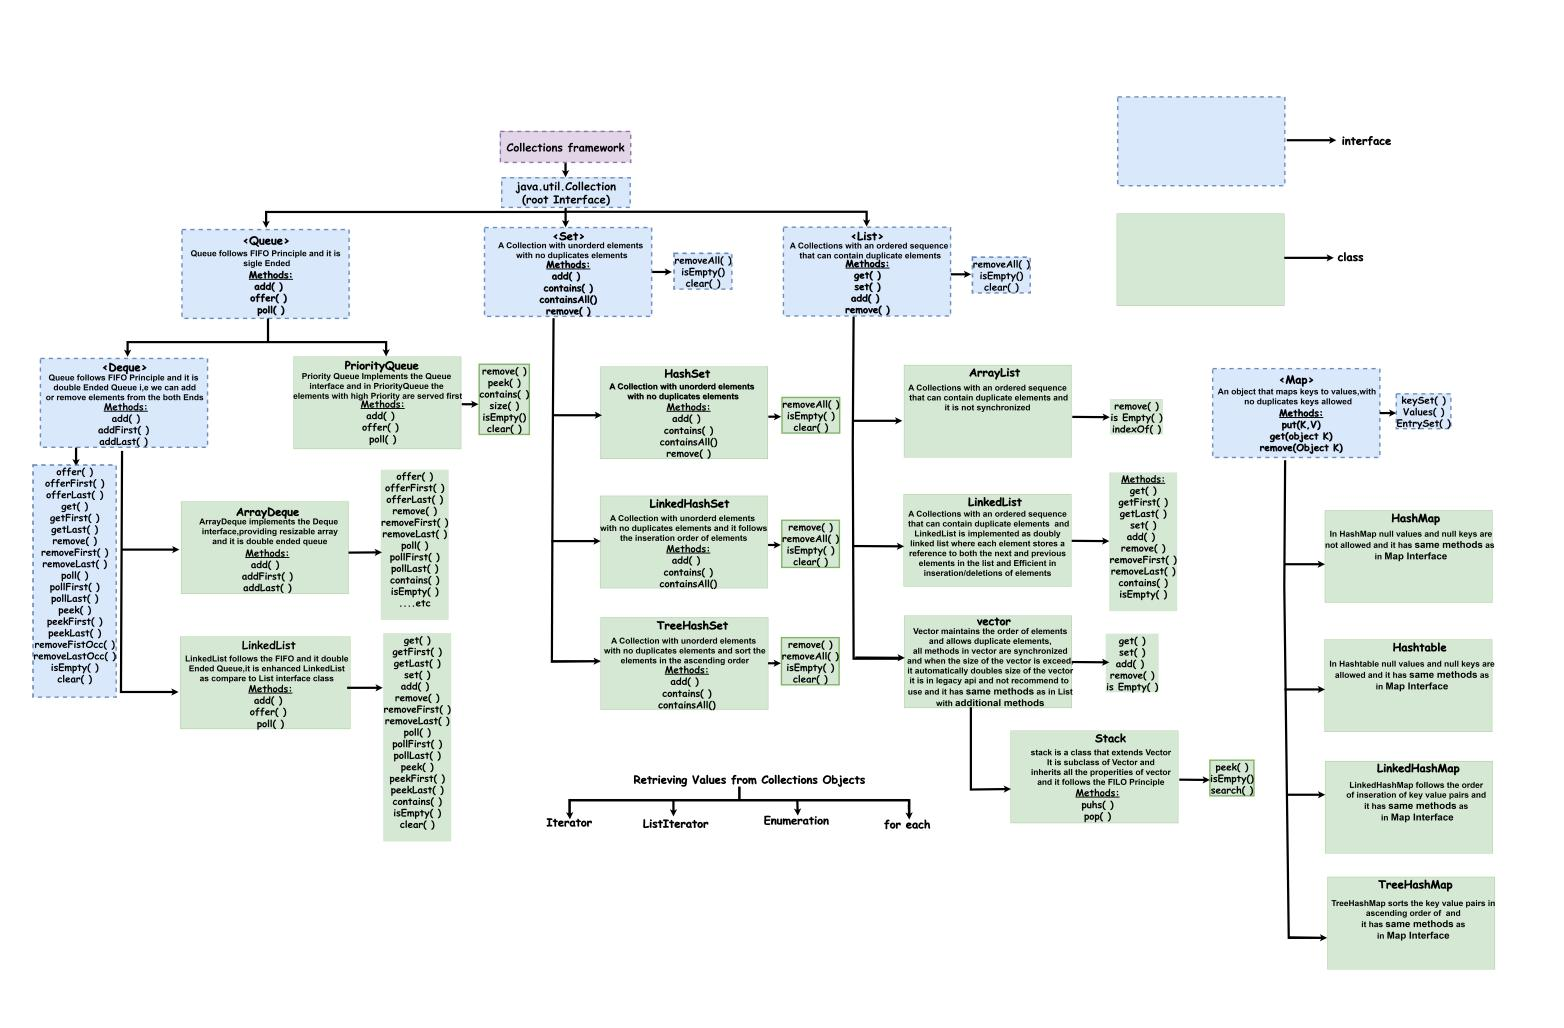 Collections framework
java.util.Collection
(root Interface)
interface
class
<Queue>
Queue follows FIFO Principle and it is
sigle Ended
Methods:
add( )
offer( )
poll( )
<Set>
A Collection with unorderd elements
with no duplicates elements
Methods:
add( )
contains( )
containsAll()
remove( )
removeAll( )
isEmpty()
clear( )
<List>
A Collections with an ordered sequence
that can contain duplicate elements
Methods:
get( )
set( )
add( )
remove( )
removeAll( )
isEmpty()
clear( )
<Deque>
Queue follows FIFO Principle and it is
double Ended Queue i,e we can add
or remove elements from the both Ends
Methods:
add( )
addFirst( )
addLast( )
offer( )
offerFirst( )
offerLast( )
get( )
getFirst( )
getLast( )
remove( )
removeFirst( )
removeLast( )
poll( )
pollFirst( )
pollLast( )
peek( )
peekFirst( )
peekLast( )
removeFistOcc( )
removeLastOcc( )
isEmpty( )
clear( )
PriorityQueue
Priority Queue Implements the Queue
interface and in PriorityQueue the
elements with high Priority are served first
Methods:
add( )
offer( )
poll( )
remove( )
peek( )
contains( )
size( )
isEmpty()
clear( )
ArrayDeque
ArrayDeque implements the Deque
interface,providing resizable array
and it is double ended queue
Methods:
add( )
addFirst( )
addLast( )
offer( )
offerFirst( )
offerLast( )
remove( )
removeFirst( )
removeLast( )
poll( )
pollFirst( )
pollLast( )
contains( )
isEmpty( )
....etc
LinkedList
LinkedList follows the FIFO and it double
Ended Queue,it is enhanced LinkedList
as compare to List interface class
Methods:
add( )
offer( )
poll( )
get( )
getFirst( )
getLast( )
set( )
add( )
remove( )
removeFirst( )
removeLast( )
poll( )
pollFirst( )
pollLast( )
peek( )
peekFirst( )
peekLast( )
contains( )
isEmpty( )
clear( )
HashSet
A Collection with unorderd elements
with no duplicates elements
Methods:
add( )
contains( )
containsAll()
remove( )
removeAll( )
isEmpty( )
clear( )
LinkedHashSet
A Collection with unorderd elements
with no duplicates elements and it follows
the inseration order of elements
Methods:
add( )
contains( )
containsAll()
remove( )
removeAll( )
isEmpty( )
clear( )
TreeHashSet
A Collection with unorderd elements
with no duplicates elements and sort the
elements in the ascending order
Methods:
add( )
contains( )
containsAll()
remove( )
removeAll( )
isEmpty( )
clear( )
ArrayList
A Collections with an ordered sequence
that can contain duplicate elements and
it is not synchronized
remove( )
is Empty( )
indexOf( )
LinkedList
A Collections with an ordered sequence
that can contain duplicate elements and
LinkedList is implemented as doubly
linked list where each element stores a
reference to both the next and previous
elements in the list and Efficient in
inseration/deletions of elements
Methods:
get( )
getFirst( )
getLast( )
set( )
add( )
remove( )
removeFirst( )
removeLast( )
contains( )
isEmpty( )
vector
Vector maintains the order of elements
and allows duplicate elements,
all methods in vector are synchronized
and when the size of the vector is exceed,
it automatically doubles size of the vector
it is in legacy api and not recommend to
use and it has same methods as in List
with additional methods
get( )
set( )
add( )
remove( )
is Empty( )
Stack
stack is a class that extends Vector
It is subclass of Vector and
inherits all the properities of vector
and it follows the FILO Principle
Methods:
puhs( )
pop( )
peek( )
isEmpty()
search( )
<Map>
An object that maps keys to values,with
no duplicates keys allowed
Methods:
put(K,V)
get(object K)
remove(Object K)
keySet( )
Values( )
EntrySet( )
HashMap
In HashMap null values and null keys are
not allowed and it has same methods as
in Map Interface
Hashtable
In Hashtable null values and null keys are
allowed and it has same methods as
in Map Interface
LinkedHashMap
LinkedHashMap follows the order
of inseration of key value pairs and
it has same methods as
in Map Interface
TreeHashMap
TreeHashMap sorts the key value pairs in
ascending order of and
it has same methods as
in Map Interface
Retrieving Values from Collections Objects
Iterator
ListIterator
Enumeration
for each